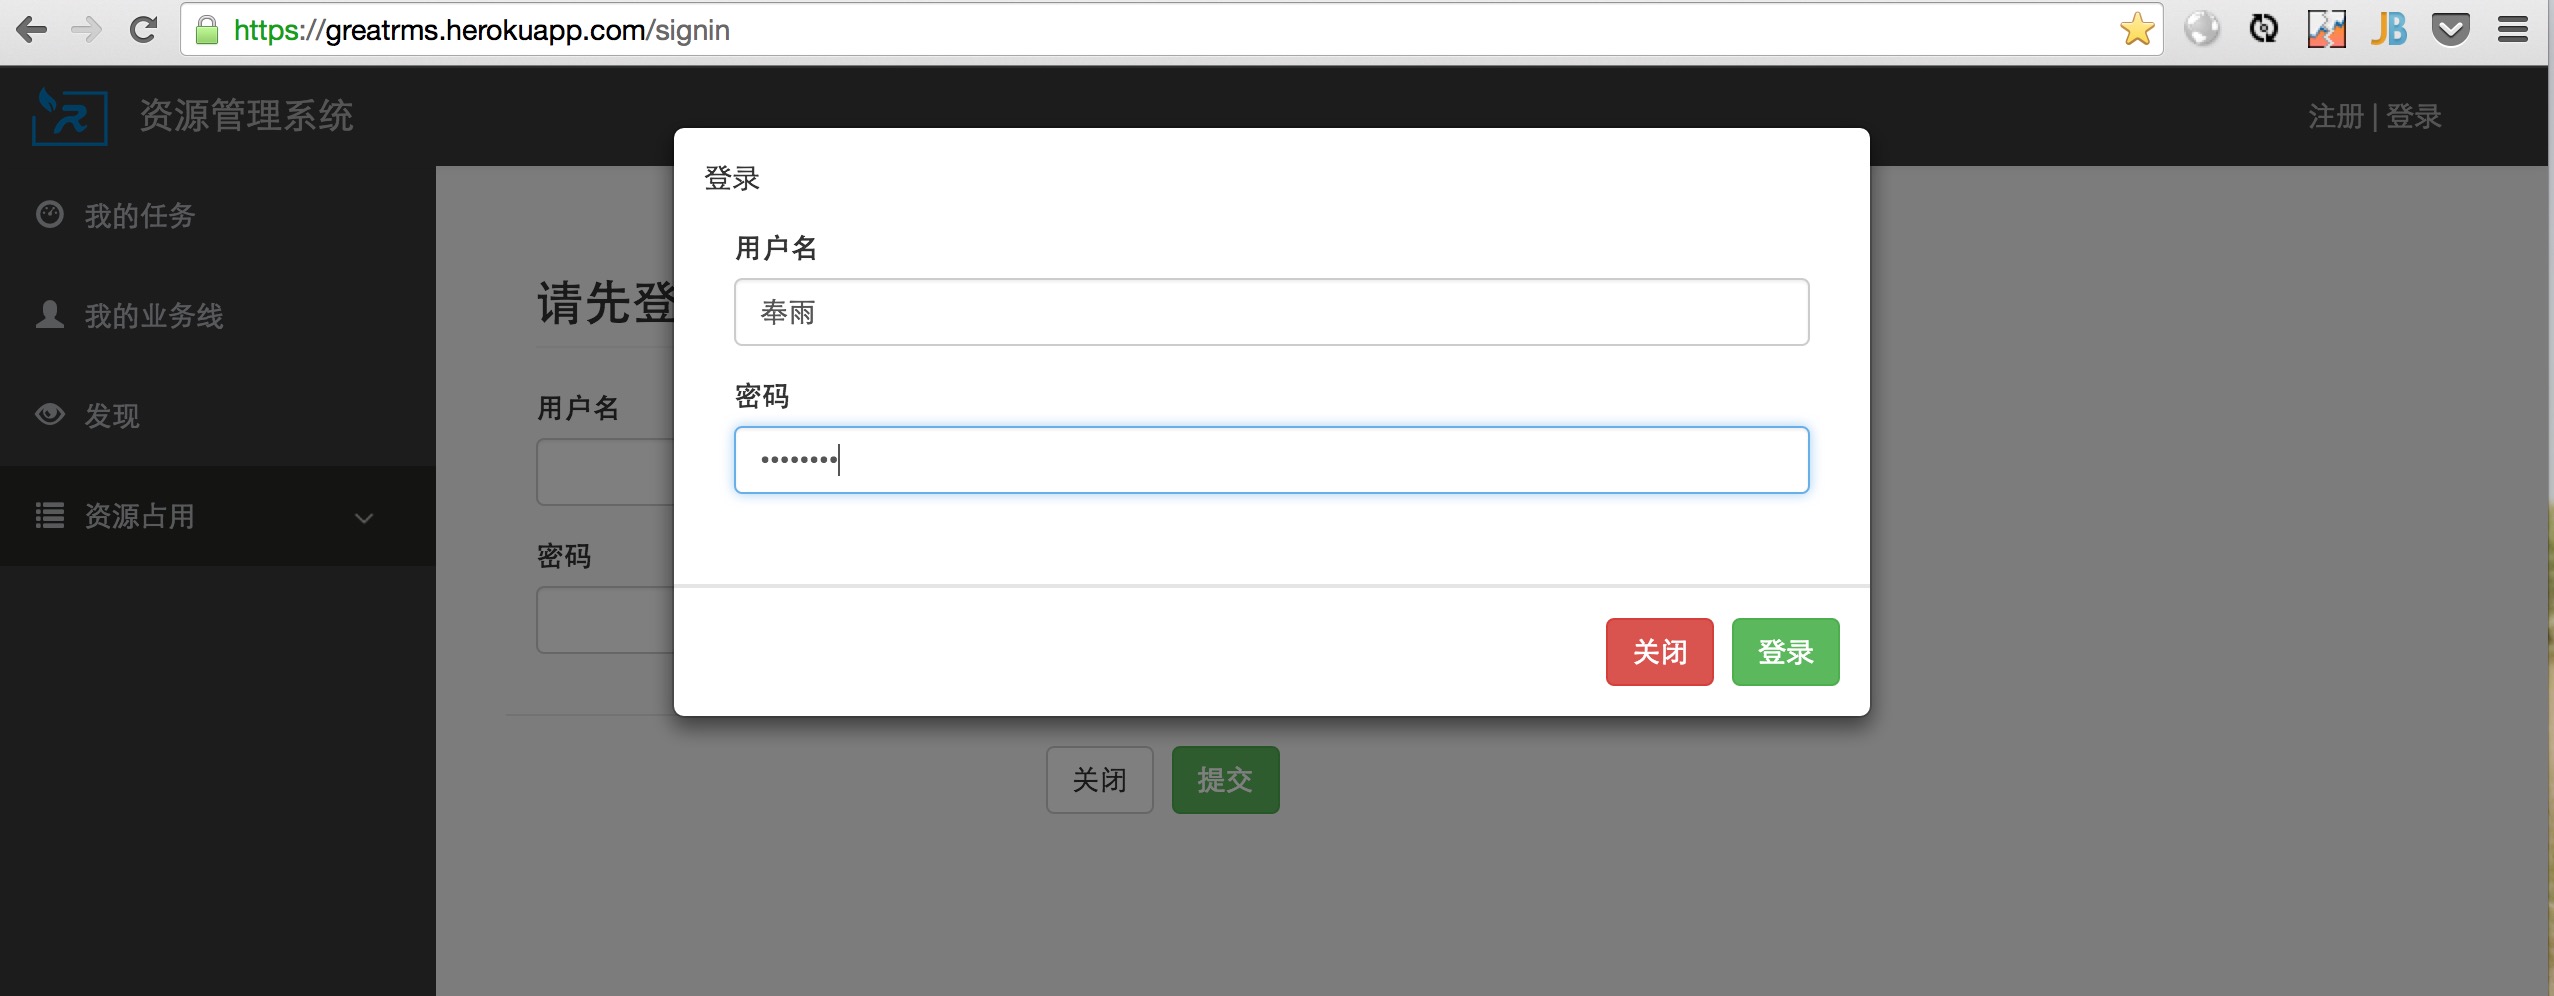 https://greatrms.herokuapp.com/signin
JB
资源管理系统
注册 | 登录
我的任务
我的业务线
发现
资源占用
登录
用户名
奉雨
密码
••••••••
关闭 登录
请先登
用户名
密码
关闭 提交